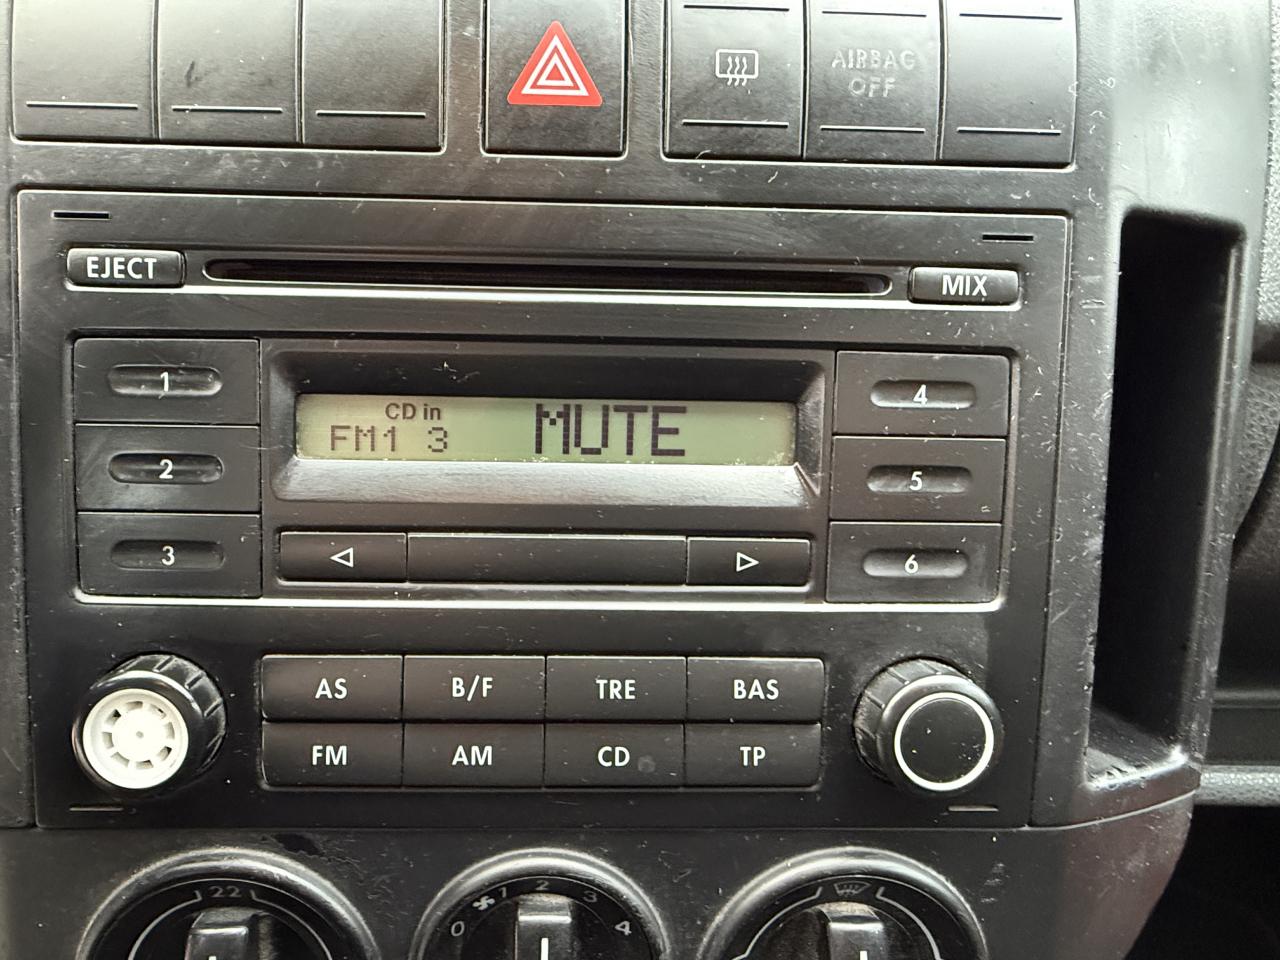 AIRBAG
OFF
EJECT
MIX
1
CD in
FM1 3 MUTE
4
2
5
3
6
AS B/F TRE BAS
FM AM CD TP
22
0 1 2 3 4